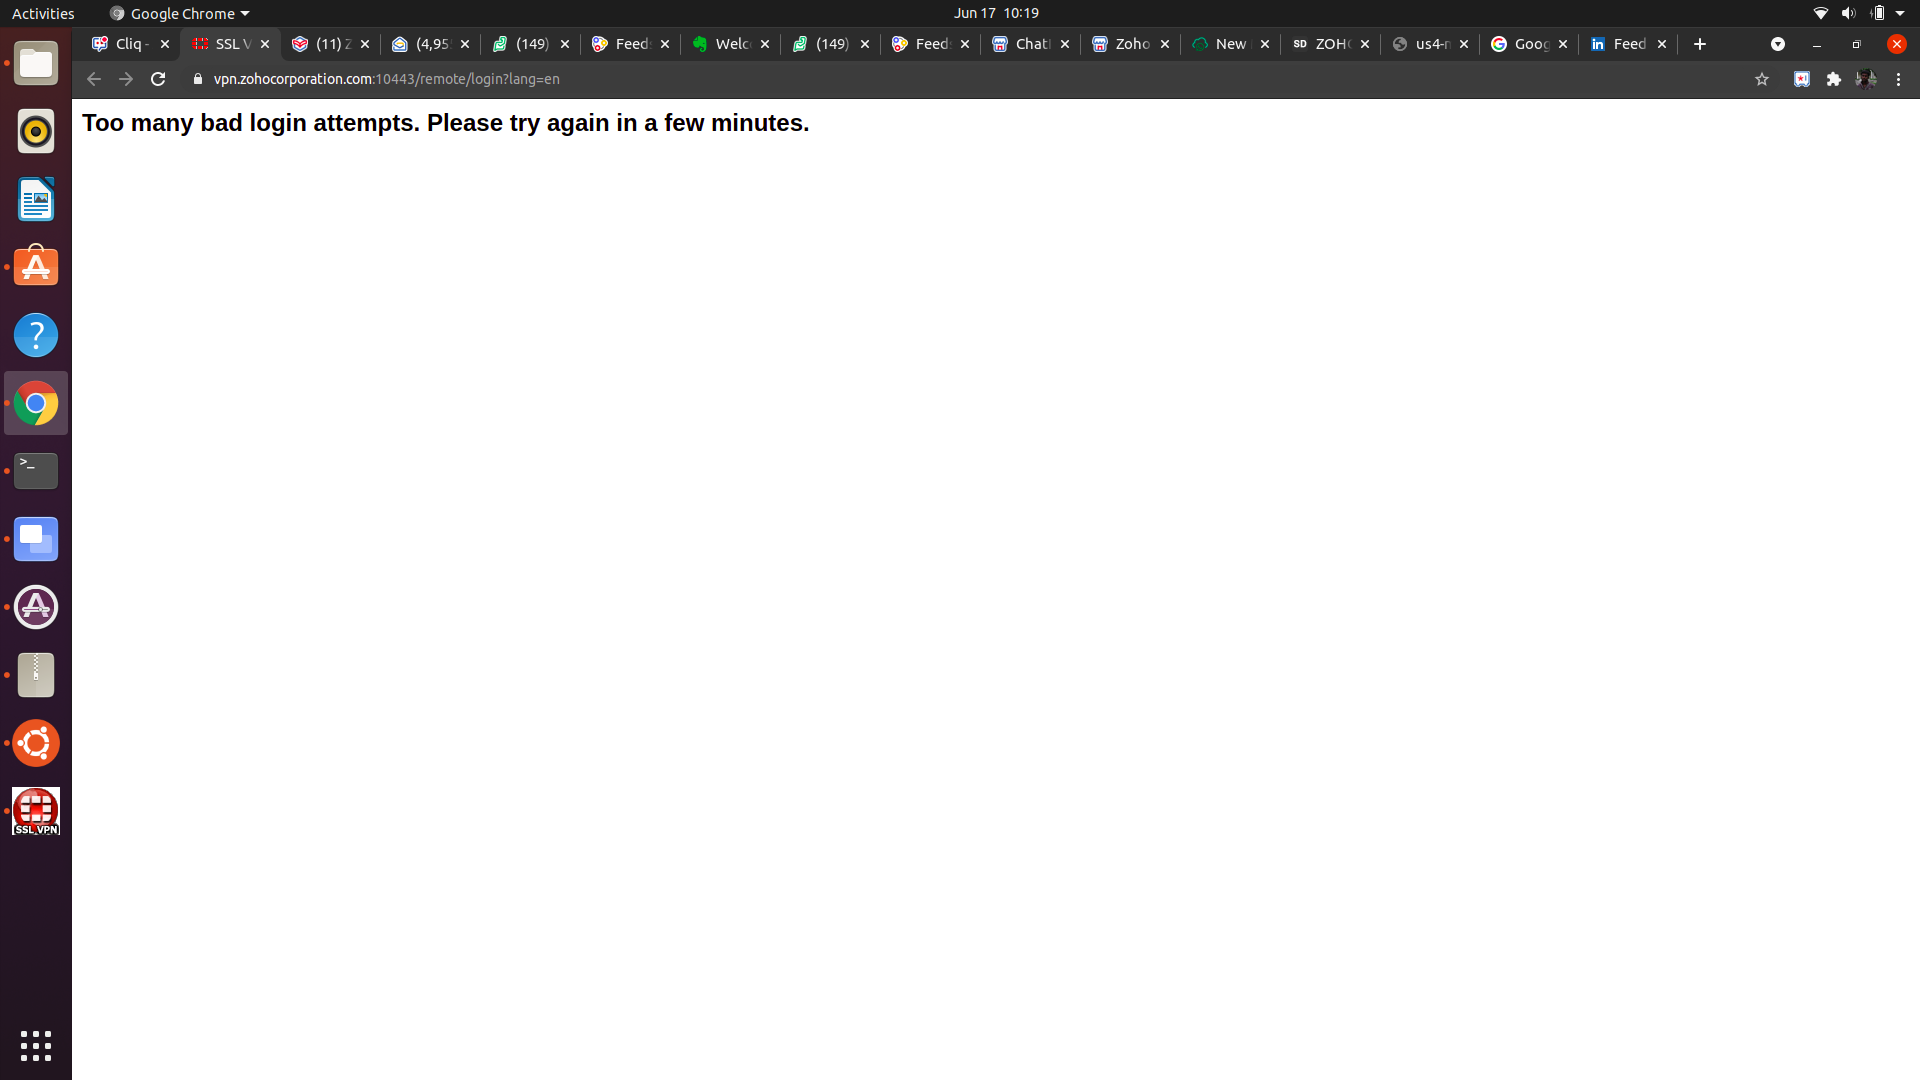 Activities Google Chrome Jun 17 10:19
Cliq - SSL V (11) Z (4,95 (149) Feed Welc (149) Feed Chat Zoho New SD ZOHO us4-n Goog in Feed
vpn.zohocorporation.com:10443/remote/login?lang=en
Too many bad login attempts. Please try again in a few minutes.
>_
?
SSL VPN